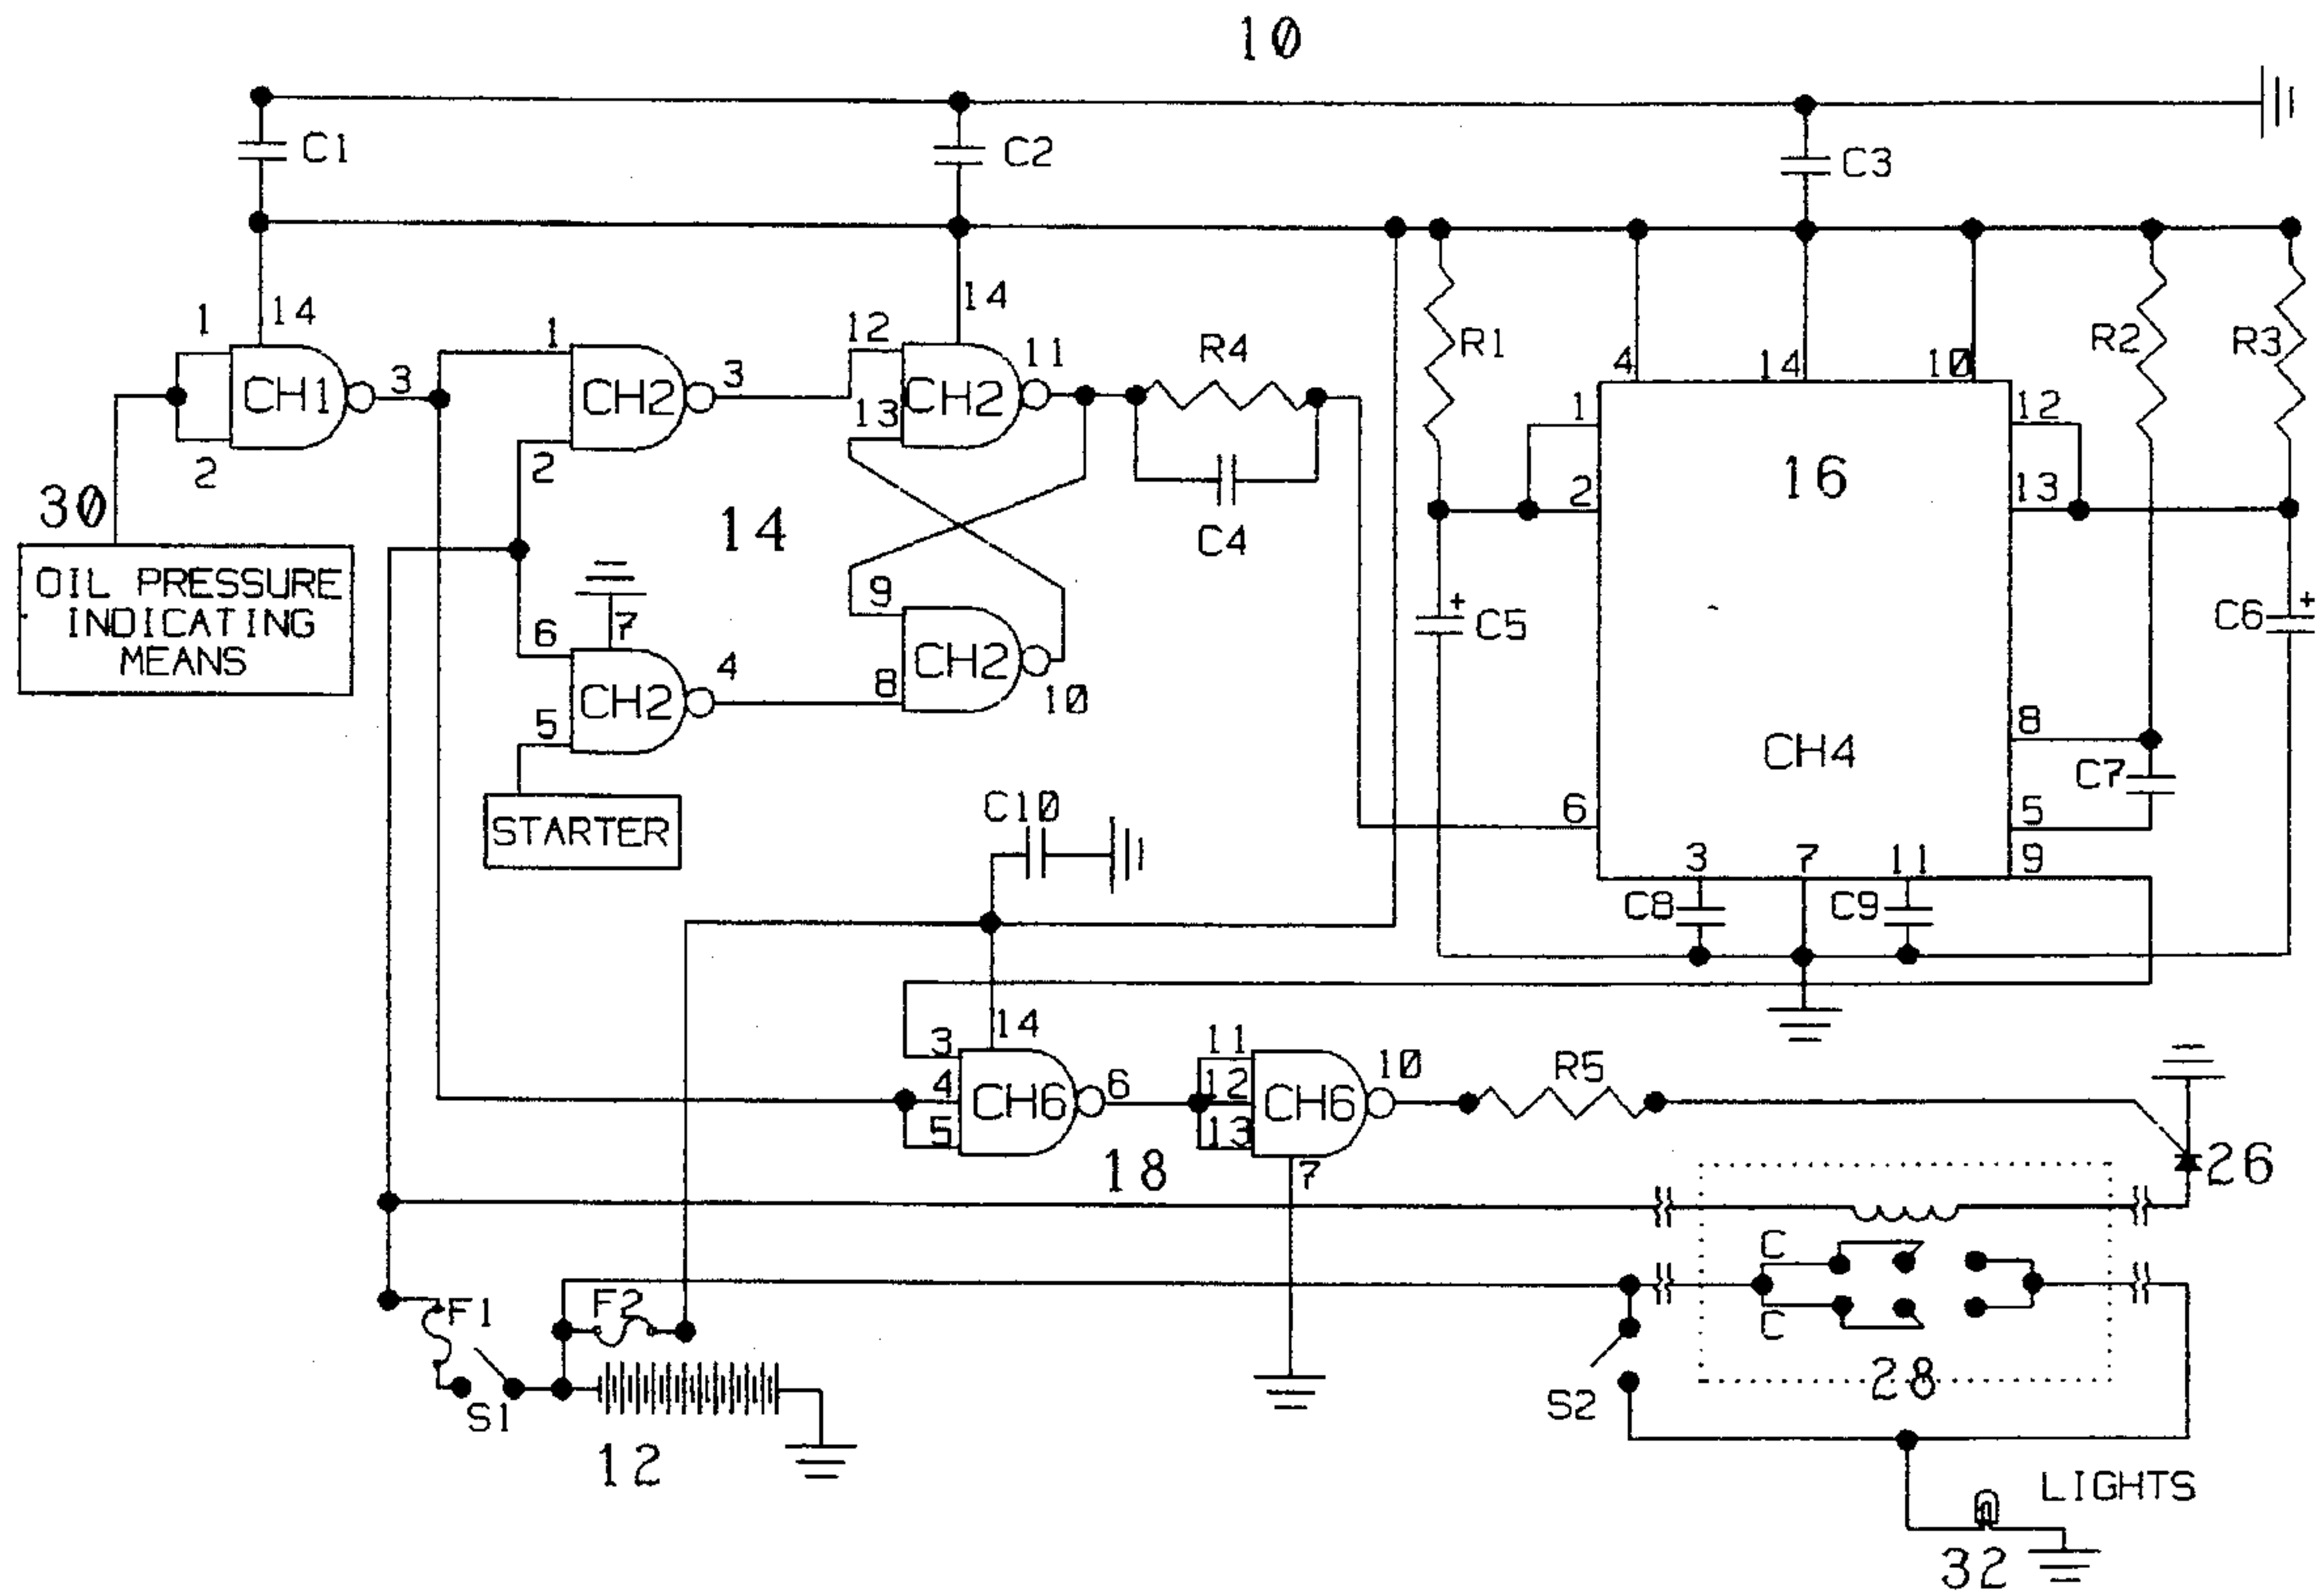 10
C1
C2
C3
14
14
1
CH1
3
2
1
CH2
3
2
12
CH2
13
11
R4
C4
R1
R2
R3
4
14
10
1
2
16
12
13
30
OIL PRESSURE
INDICATING
MEANS
14
7
6
CH2
4
5
9
CH2
8
10
+
C5
+
C6
STARTER
C10
CH4
6
8
C7
5
3
7
11
9
C8
C9
14
3
4
CH6
6
5
11
12
CH6
10
13
7
R5
18
26
F1
F2
S1
12
C
C
28
S2
LIGHTS
32